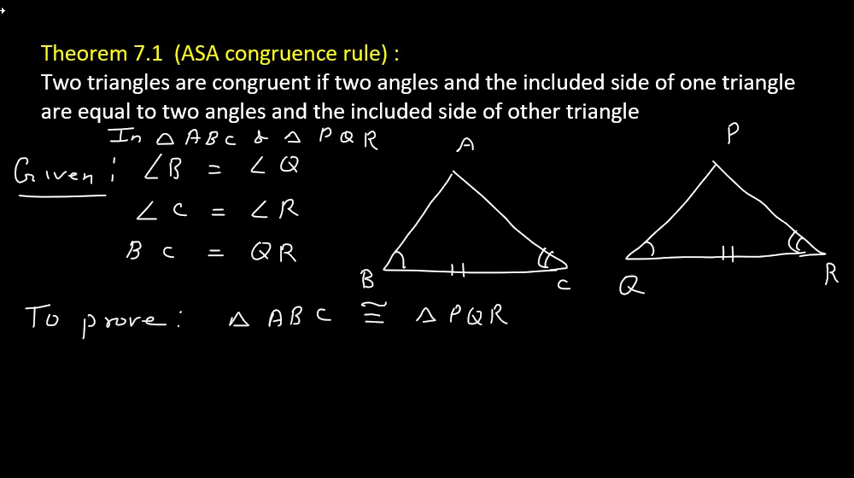 Theorem 7.1 (ASA congruence rule) :
Two triangles are congruent if two angles and the included side of one triangle
are equal to two angles and the included side of other triangle
In △ ABC & △ PQR
Given : ∠B = ∠Q
∠C = ∠R
BC = QR
A
B
C
P
Q
R
To prove : △ ABC ≅ △ PQR